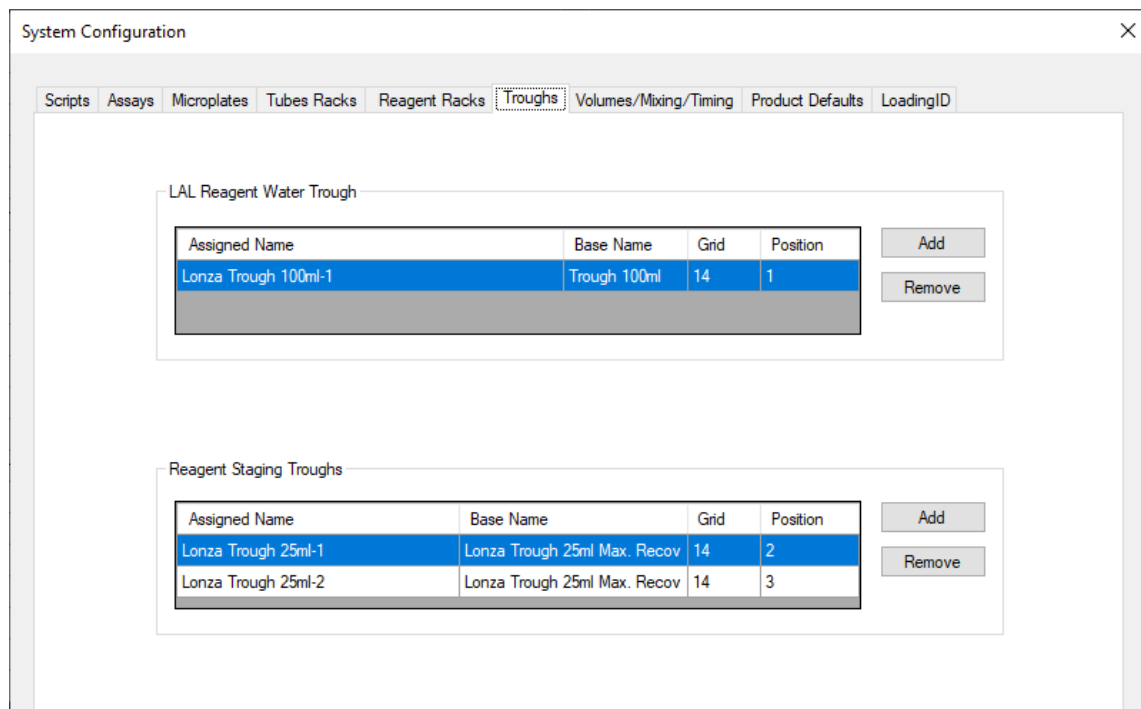 System Configuration
Scripts Assays Microplates Tubes Racks Reagent Racks Troughs Volumes/Mixing/Timing Product Defaults LoadingID
LAL Reagent Water Trough
Assigned Name Base Name Grid Position Add
Lonza Trough 100ml-1 Trough 100ml 14 1
Remove
Reagent Staging Troughs
Assigned Name Base Name Grid Position Add
Lonza Trough 25ml-1 Lonza Trough 25ml Max. Recov 14 2
Remove
Lonza Trough 25ml-2 Lonza Trough 25ml Max. Recov 14 3